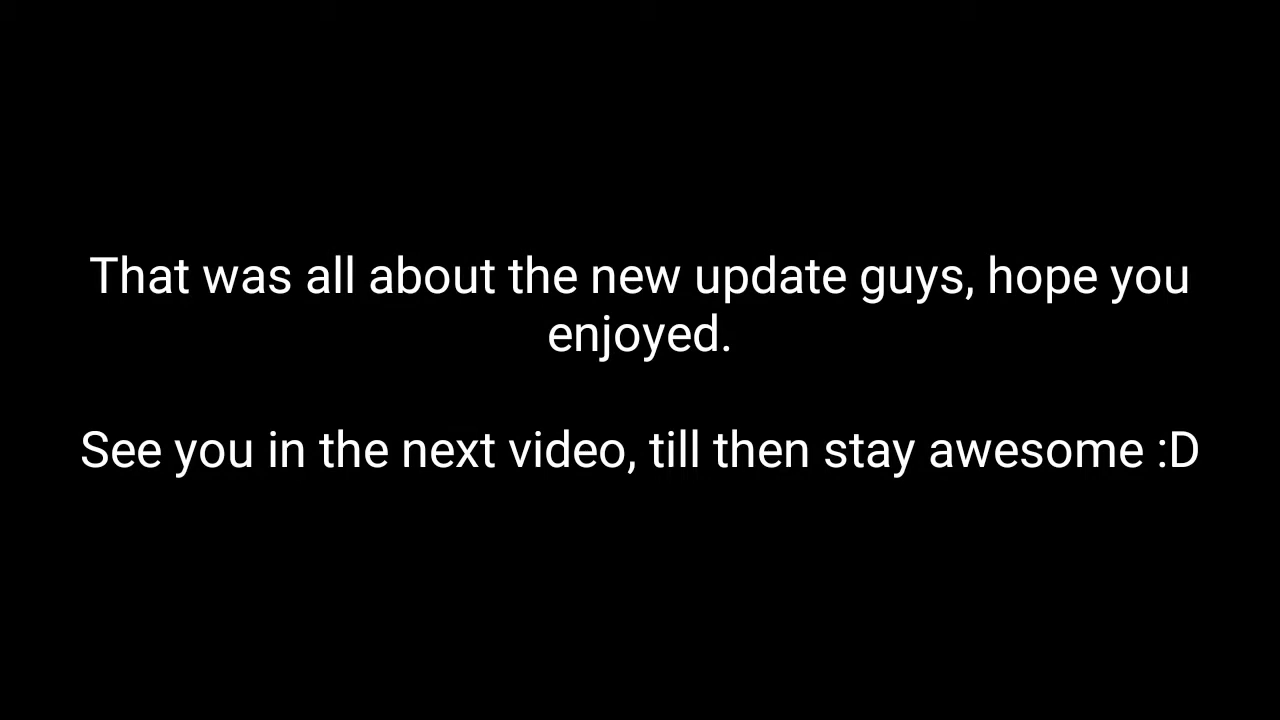 That was all about the new update guys, hope you
enjoyed.
See you in the next video, till then stay awesome :D